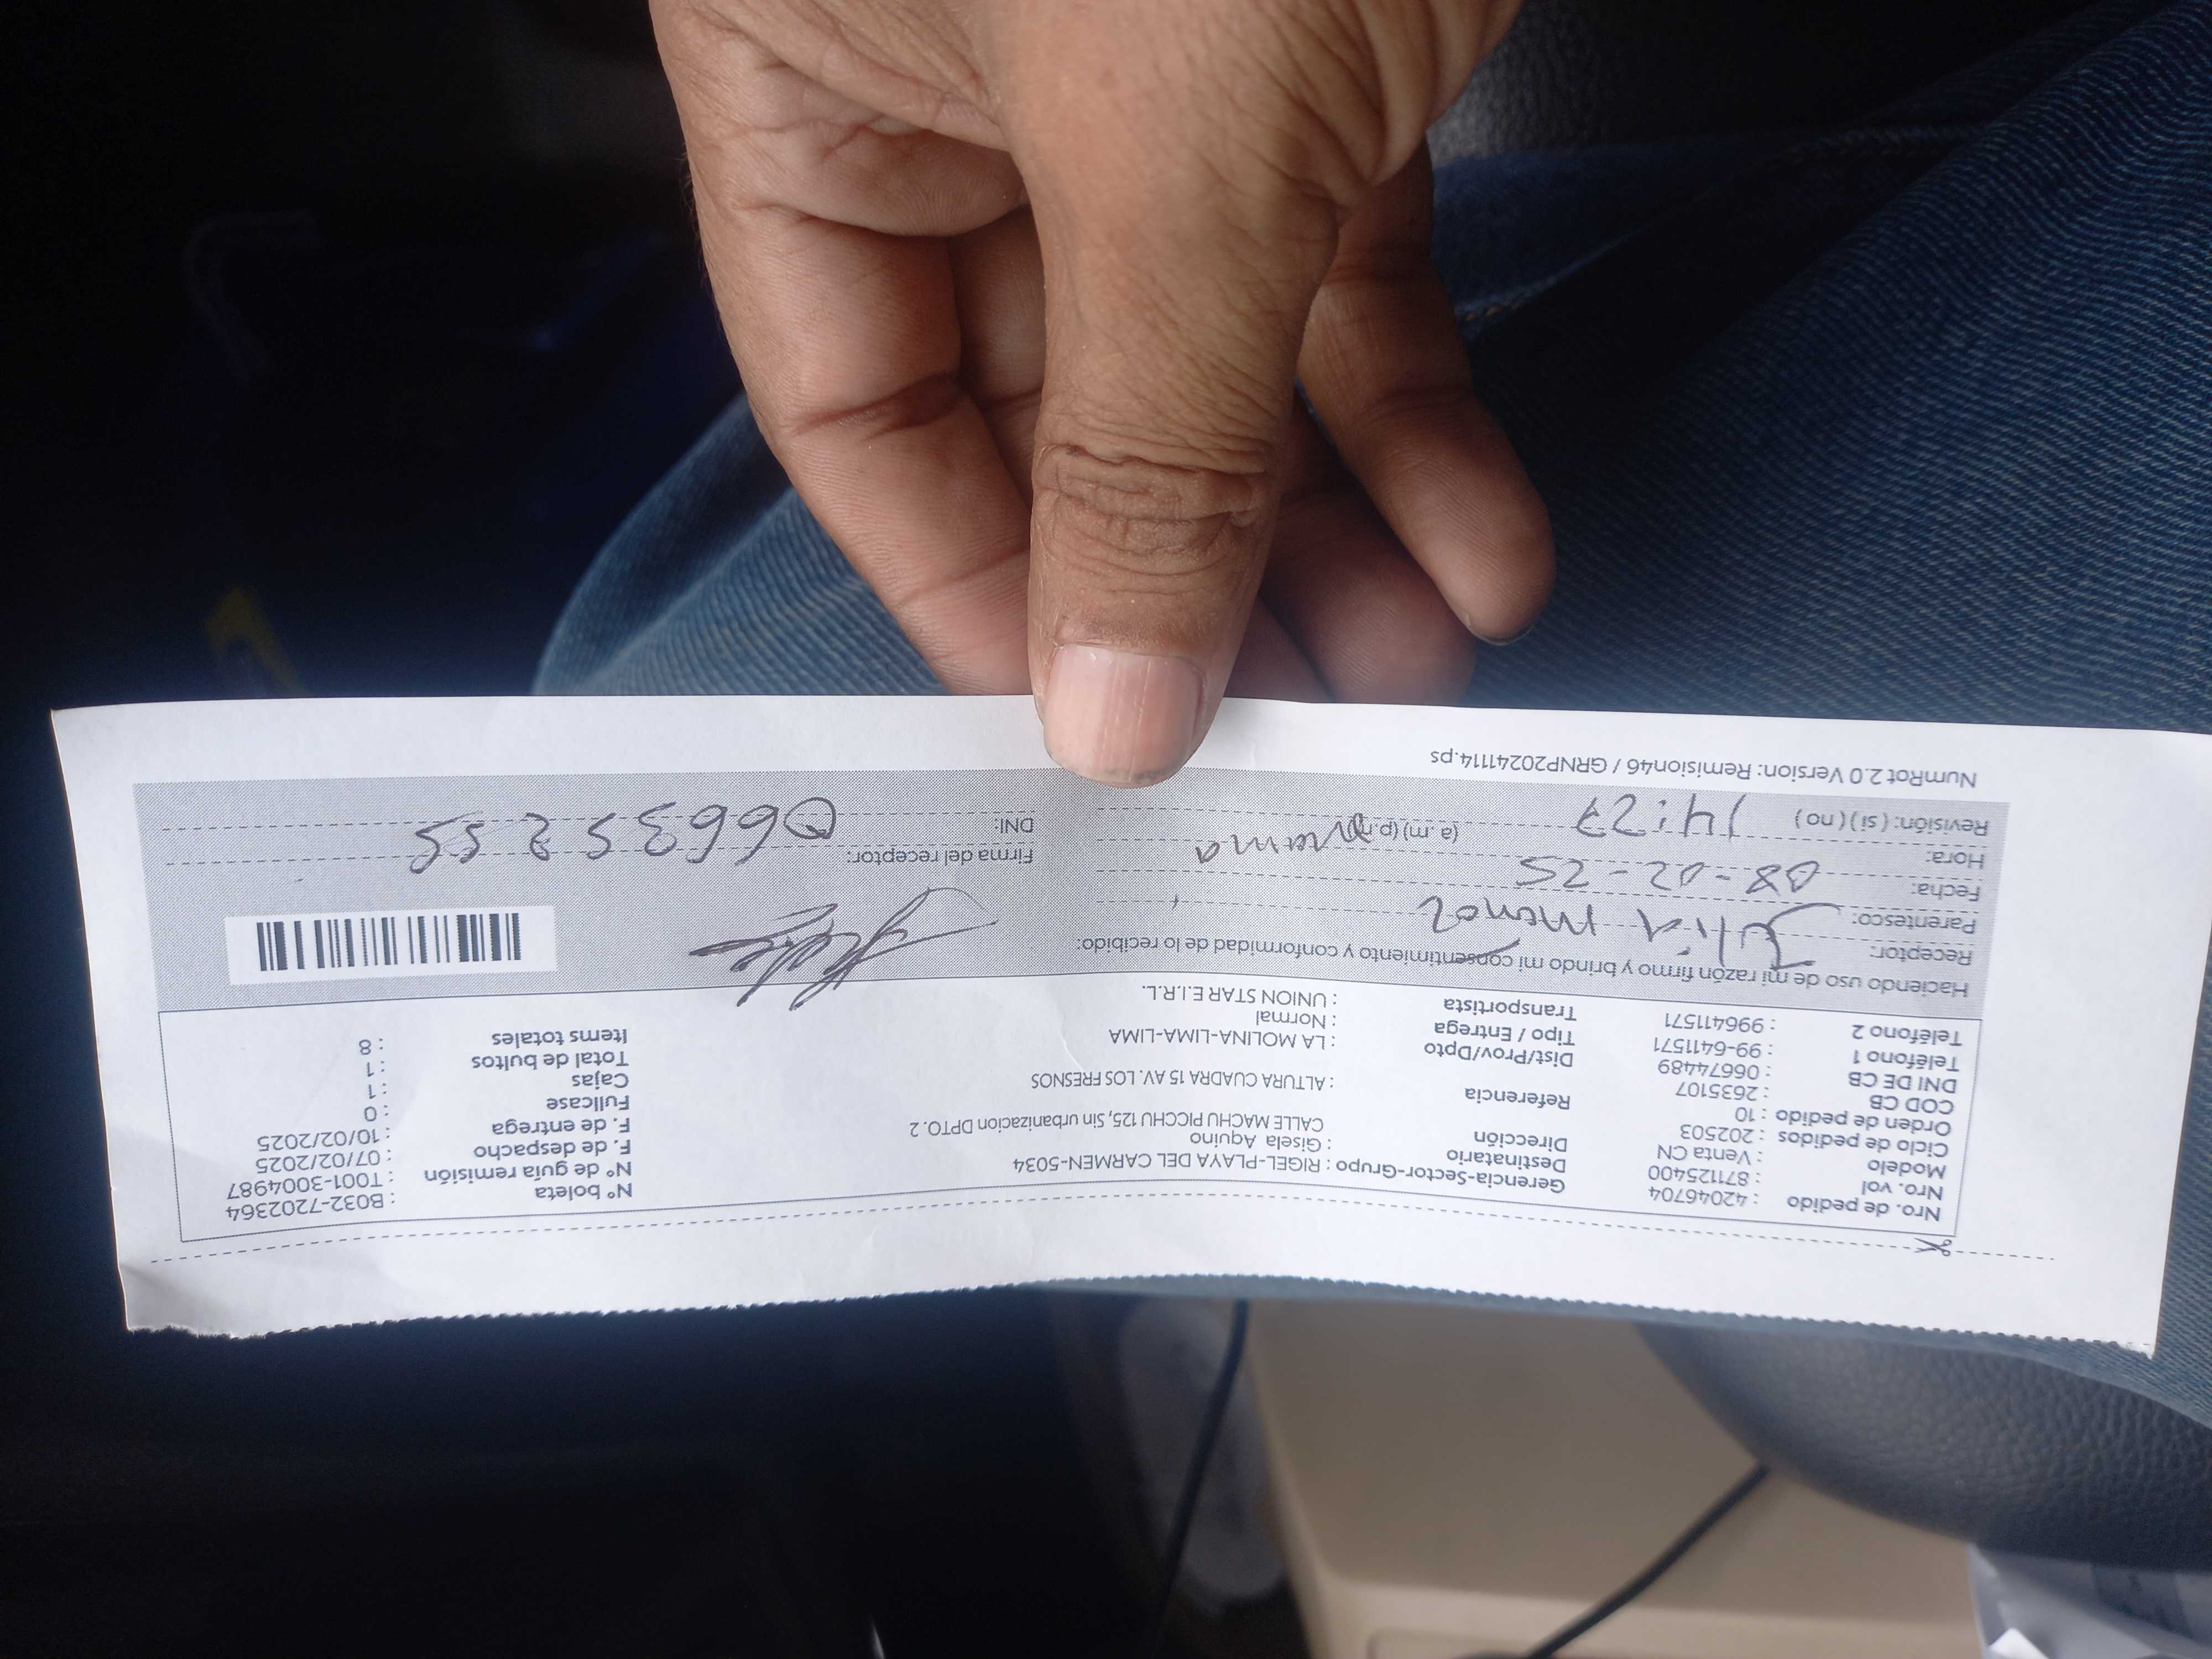 Nro. de pedido : 42046704
Nro. vol : 871125400
Modelo : Venta CN
Ciclo de pedidos : 202503
Orden de pedido : 10
COD CB : 2635107
DNI DE CB : 06674489
Teléfono 1 : 99-6411571
Teléfono 2 : 996411571
Gerencia-Sector-Grupo : RIGEL-PLAYA DEL CARMEN-5034
Destinatario : Gisela Aquino
Dirección CALLE MACHU PICCHU 125, Sin urbanizacion DPTO. 2
Referencia : ALTURA CUADRA 15 AV. LOS FRESNOS
Dist/Prov/Dpto : LA MOLINA-LIMA-LIMA
Tipo / Entrega : Normal
Transportista : UNION STAR E.I.R.L.
N° boleta : B032-7202364
N° de guía remisión : T001-3004987
F. de despacho : 07/02/2025
F. de entrega : 10/02/2025
Fullcase : 0
Cajas : 1
Total de bultos : 1
Items totales : 8
Haciendo uso de mi razón firmo y brindo mi consentimiento y conformidad de lo recibido:
Receptor:
Parentesco:
Fecha: 08-02-25 mama
Hora: 14:27 (a.m) (p.m)
Revisión: ( si ) ( no )
Firma del receptor:
DNI: 06635255
NumRot 2.0 Version: Remision46 / GRNP20241114.ps